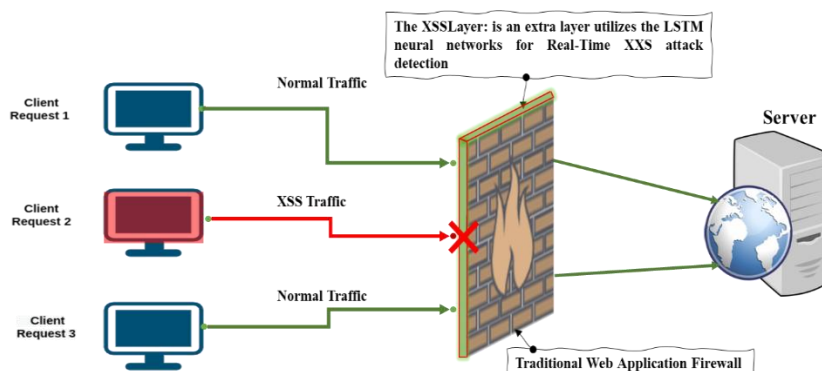 The XSSLayer: is an extra layer utilizes the LSTM
neural networks for Real-Time XXS attack
detection
Normal Traffic
Client
Request 1
Server
XSS Traffic
Client
Request 2
Normal Traffic
Client
Request 3
Traditional Web Application Firewall